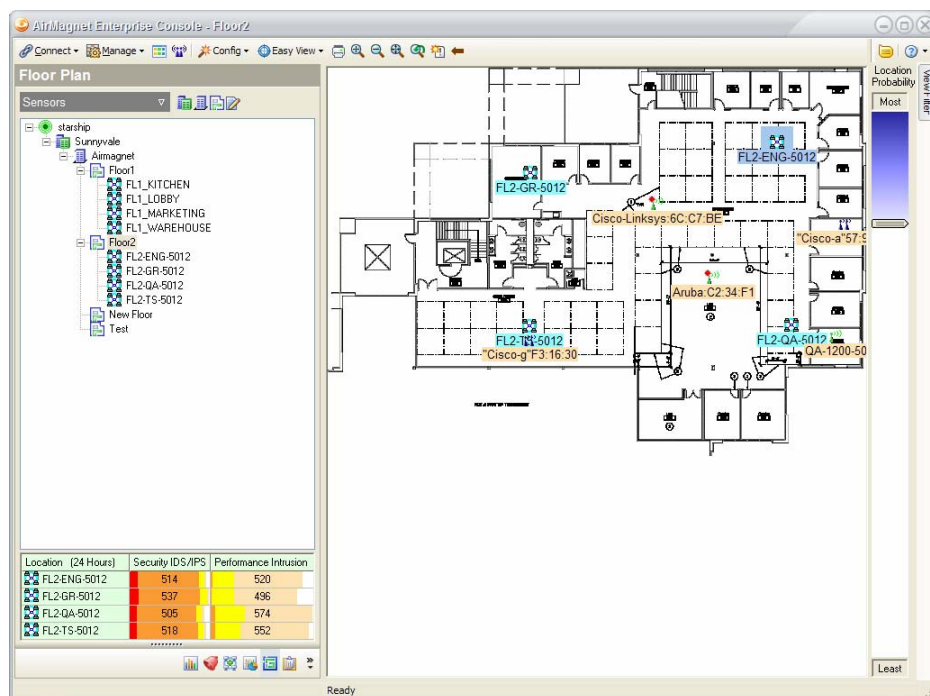 AirMagnet Enterprise Console - Floor2
Connect Manage Config Easy View
Floor Plan
Sensors
starship
Sunnyvale
Airmagnet
Floor1
FL1_KITCHEN
FL1_LOBBY
FL1_MARKETING
FL1_WAREHOUSE
Floor2
FL2-ENG-5012
FL2-GR-5012
FL2-QA-5012
FL2-TS-5012
New Floor
Test
Location (24 Hours) Security IDS/IPS Performance Intrusion
FL2-ENG-5012 514 520
FL2-GR-5012 537 496
FL2-QA-5012 505 574
FL2-TS-5012 518 552
FL2-ENG-5012
FL2-GR-5012
Cisco-Linksys:6C:C7:BE
"Cisco-a"57:9
Aruba:C2:34:F1
FL2-TS-5012
"Cisco-g"F3:16:30
FL2-QA-5012
QA-1200-50
Location
Probability
Most
Least
View Filter
Ready